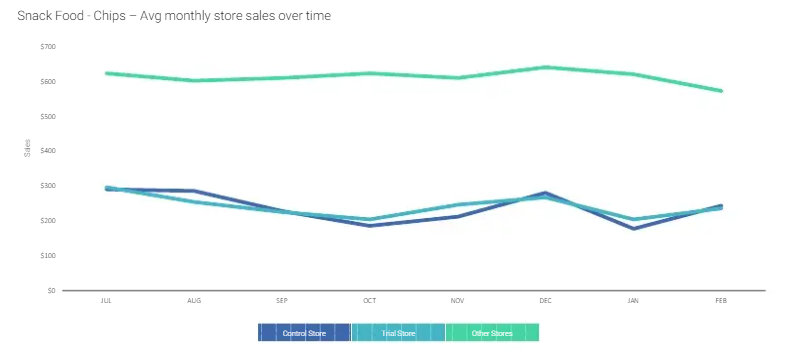 Snack Food - Chips – Avg monthly store sales over time
$700
$600
$500
$400
$300
$200
$100
$0
Sales
JUL AUG SEP OCT NOV DEC JAN FEB
Control Store Trial Store Other Stores